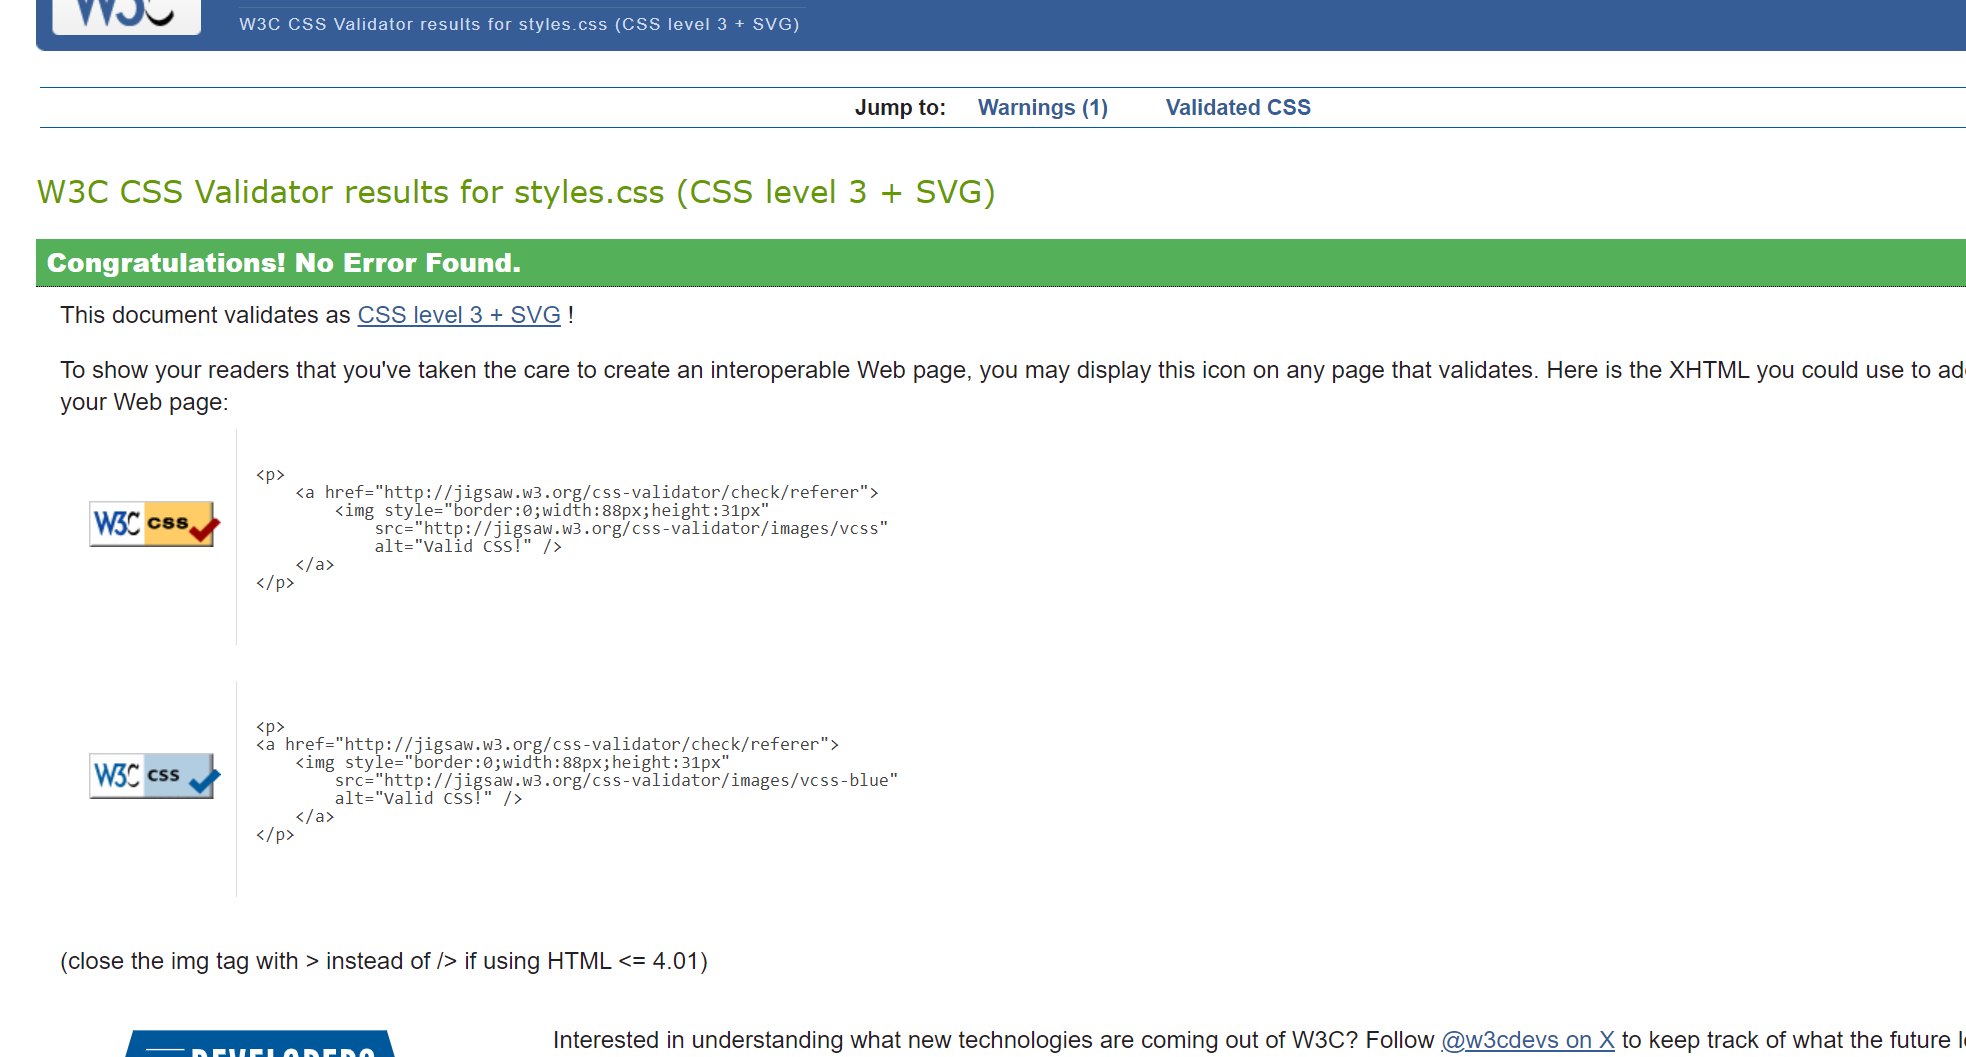 W3C
W3C CSS Validator results for styles.css (CSS level 3 + SVG)
Jump to: Warnings (1) Validated CSS
W3C CSS Validator results for styles.css (CSS level 3 + SVG)
Congratulations! No Error Found.
This document validates as CSS level 3 + SVG !
To show your readers that you've taken the care to create an interoperable Web page, you may display this icon on any page that validates. Here is the XHTML you could use to
your Web page:
W3C css
<p>
<a href="http://jigsaw.w3.org/css-validator/check/referer">
<img style="border:0;width:88px;height:31px"
src="http://jigsaw.w3.org/css-validator/images/vcss"
alt="Valid CSS!" />
</a>
</p>
W3C css
<p>
<a href="http://jigsaw.w3.org/css-validator/check/referer">
<img style="border:0;width:88px;height:31px"
src="http://jigsaw.w3.org/css-validator/images/vcss-blue"
alt="Valid CSS!" />
</a>
</p>
(close the img tag with > instead of /> if using HTML <= 4.01)
DEVELOPERS
Interested in understanding what new technologies are coming out of W3C? Follow @w3cdevs on X to keep track of what the future